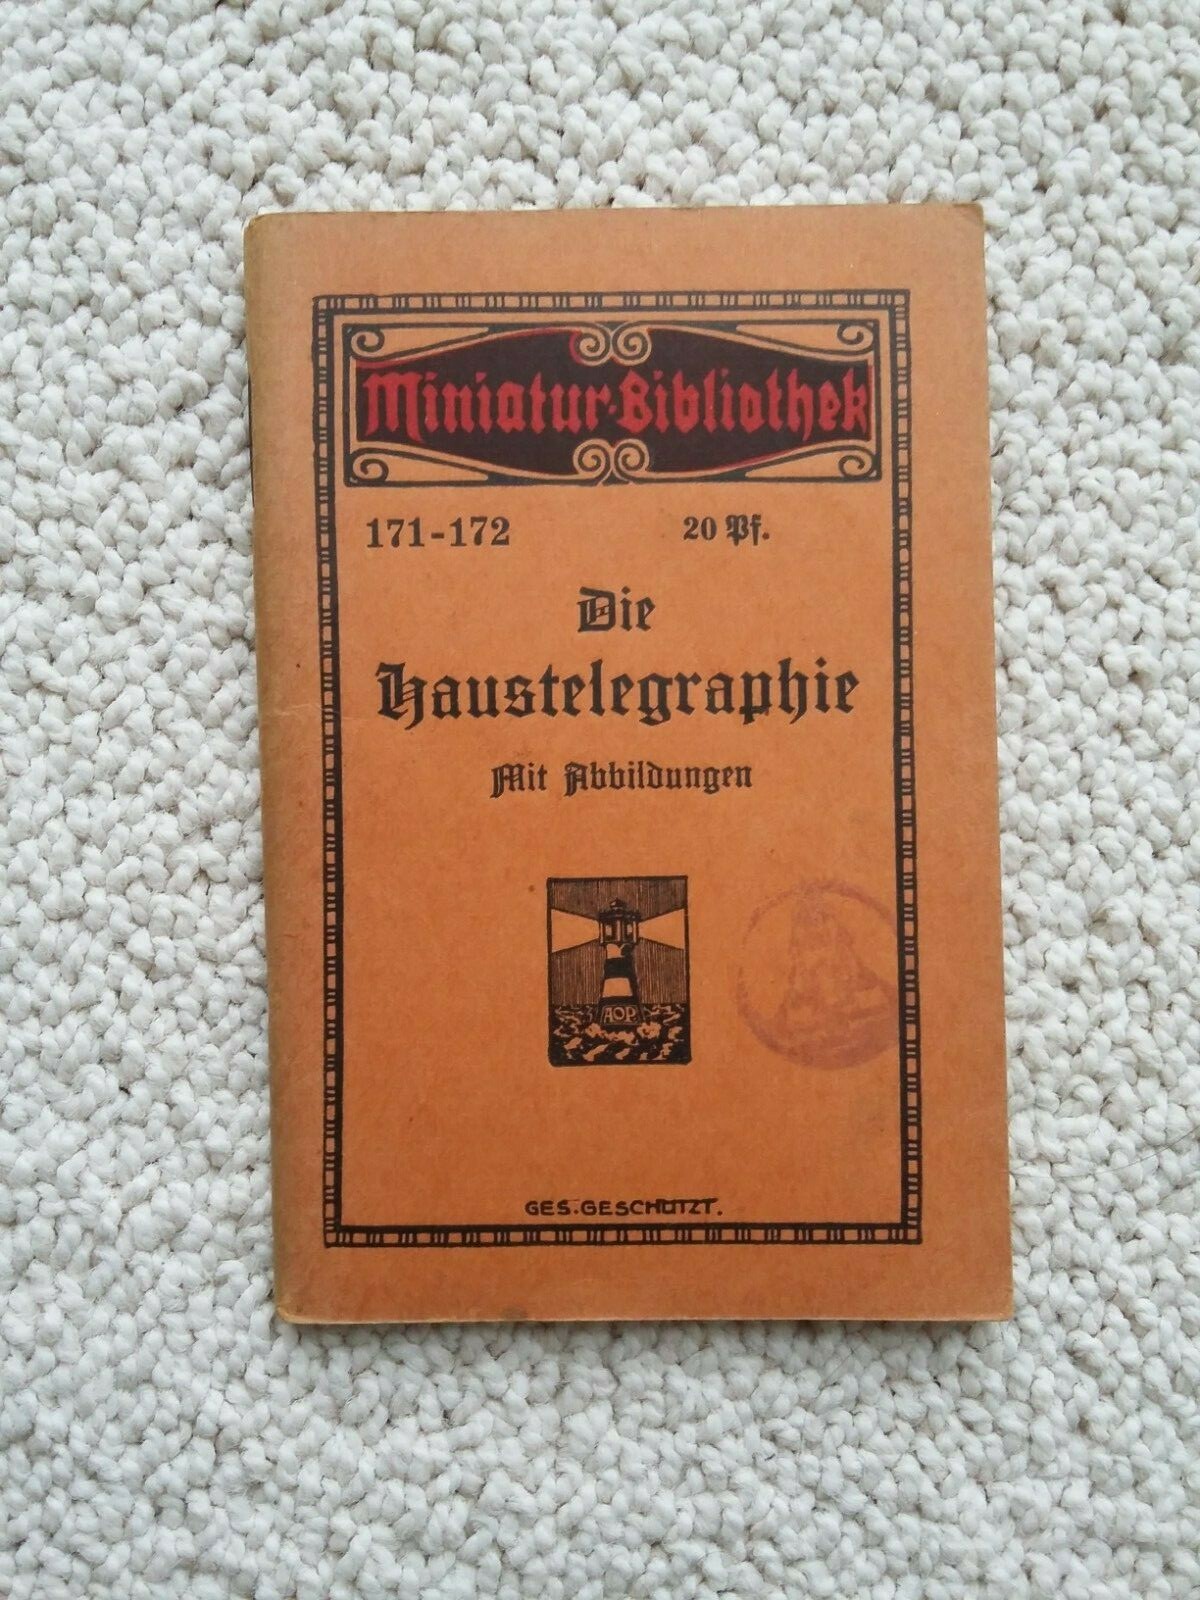 Miniatur-Bibliothek
171-172 20 Pf.
Die
Haustelegraphie
Mit Abbildungen
AOP
GES. GESCHÜTZT.